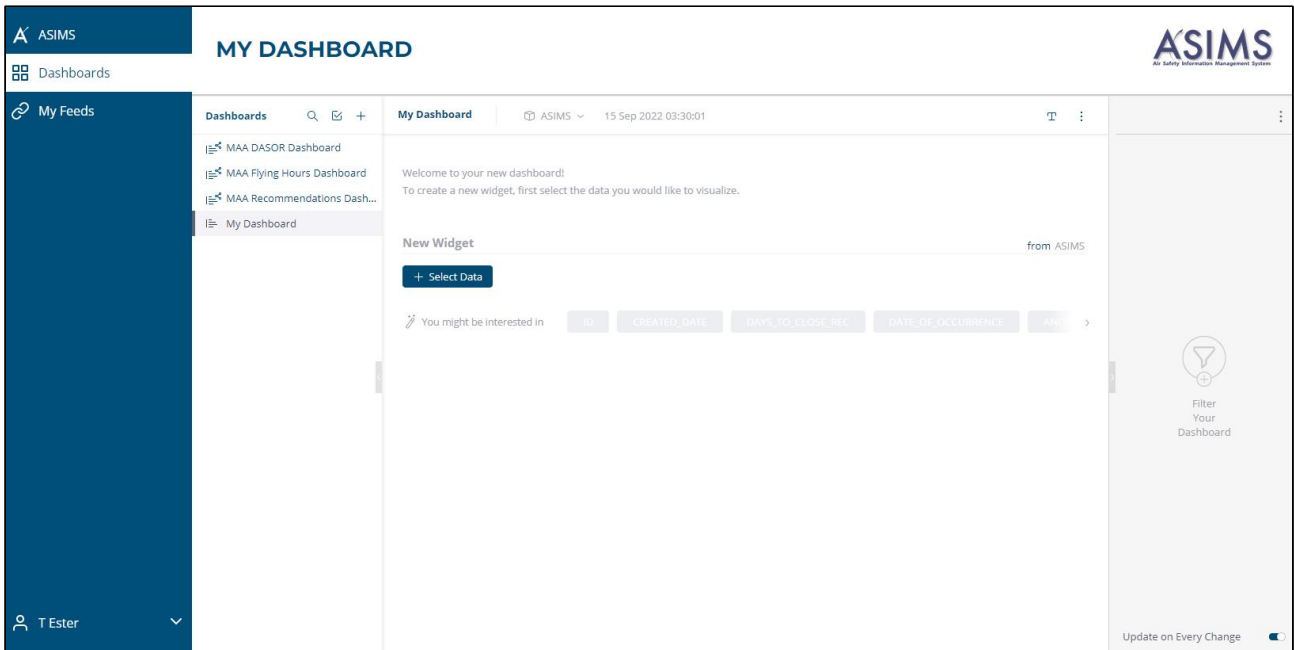 ASIMS
Dashboards
My Feeds
T Ester
MY DASHBOARD
ASIMS
Air Safety Information Management System
Dashboards
MAA DASOR Dashboard
MAA Flying Hours Dashboard
MAA Recommendations Dash...
My Dashboard
My Dashboard
ASIMS
15 Sep 2022 03:30:01
Welcome to your new dashboard!
To create a new widget, first select the data you would like to visualize.
New Widget
from ASIMS
+ Select Data
You might be interested in
ID
CREATED_DATE
DAYS_TO_CLOSE_REC
DATE_OF_OCCURRENCE
Filter
Your
Dashboard
Update on Every Change